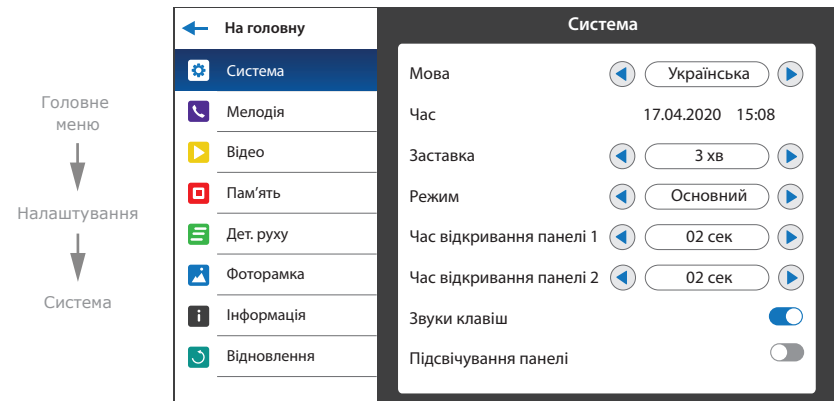 Головне
меню
Налаштування
Система
На головну
Система
Мелодія
Відео
Пам'ять
Дет. руху
Фоторамка
Інформація
Відновлення
Система
Мова Українська
Час 17.04.2020 15:08
Заставка 3 хв
Режим Основний
Час відкривання панелі 1 02 сек
Час відкривання панелі 2 02 сек
Звуки клавіш
Підсвічування панелі